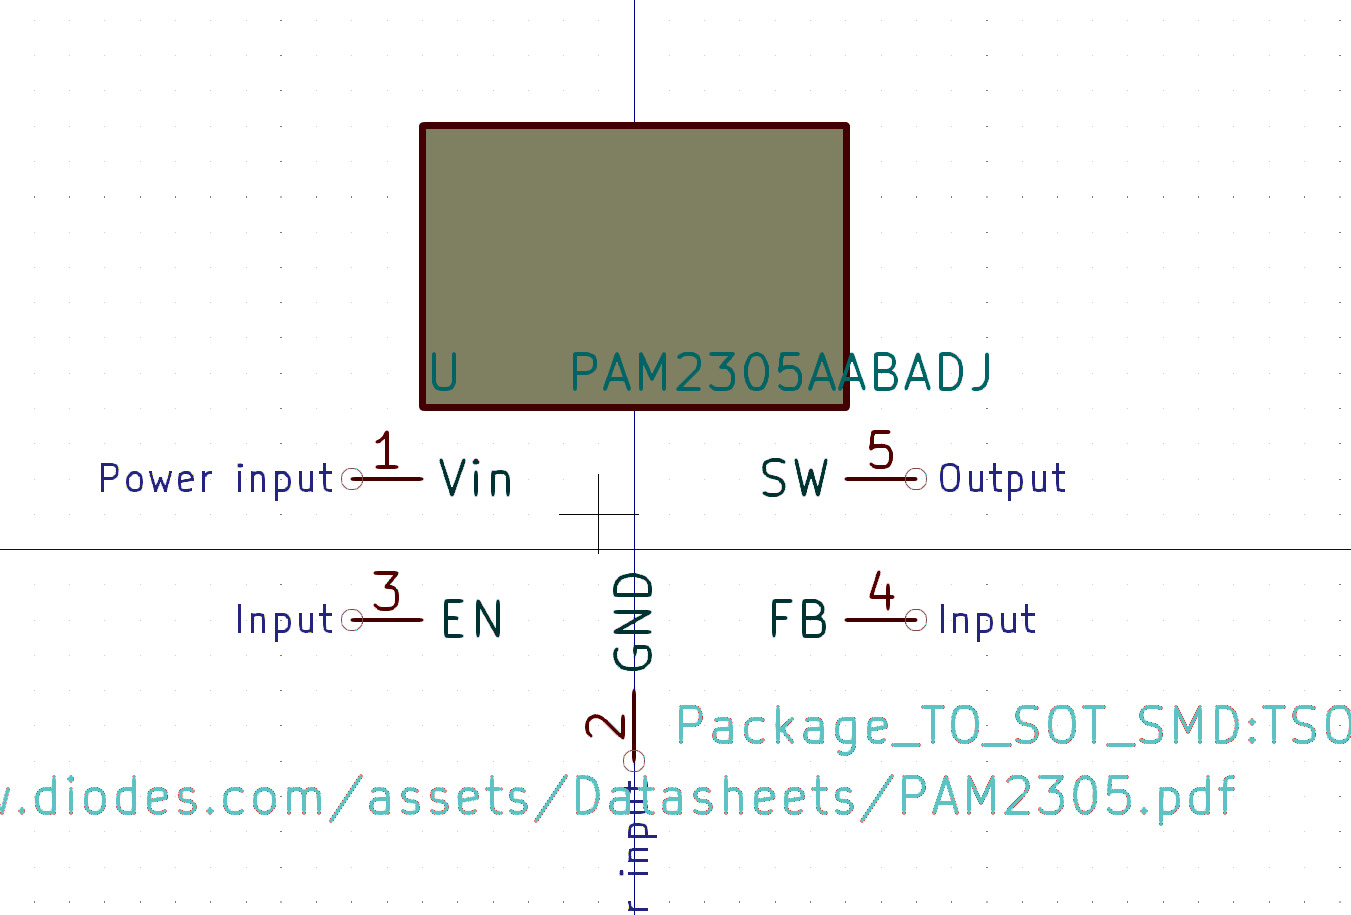 U PAM2305AABADJ
1 5
Power input Vin SW Output
3 4
Input EN FB Input
GND
2
Package_TO_SOT_SMD:TSO
w.diodes.com/assets/Datasheets/PAM2305.pdf
r input